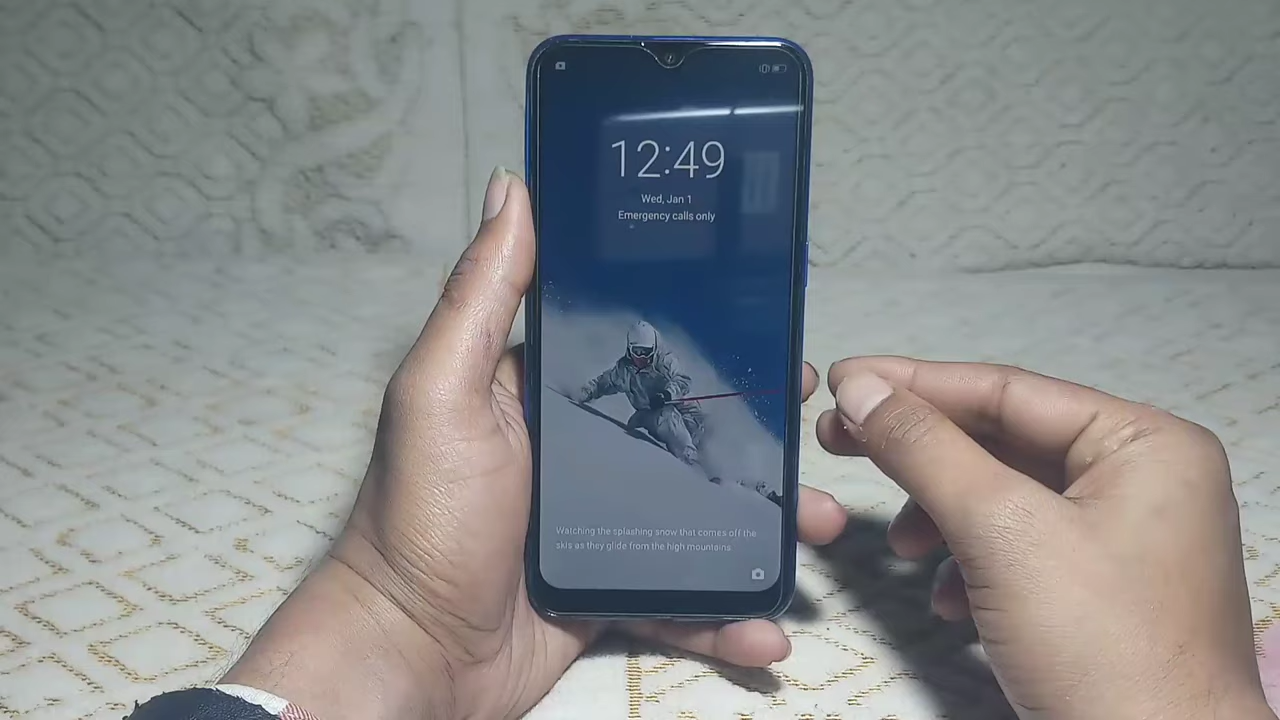 12:49
Wed, Jan 1
Emergency calls only
Watching the splashing snow that comes off the
skis as they glide from the high mountains